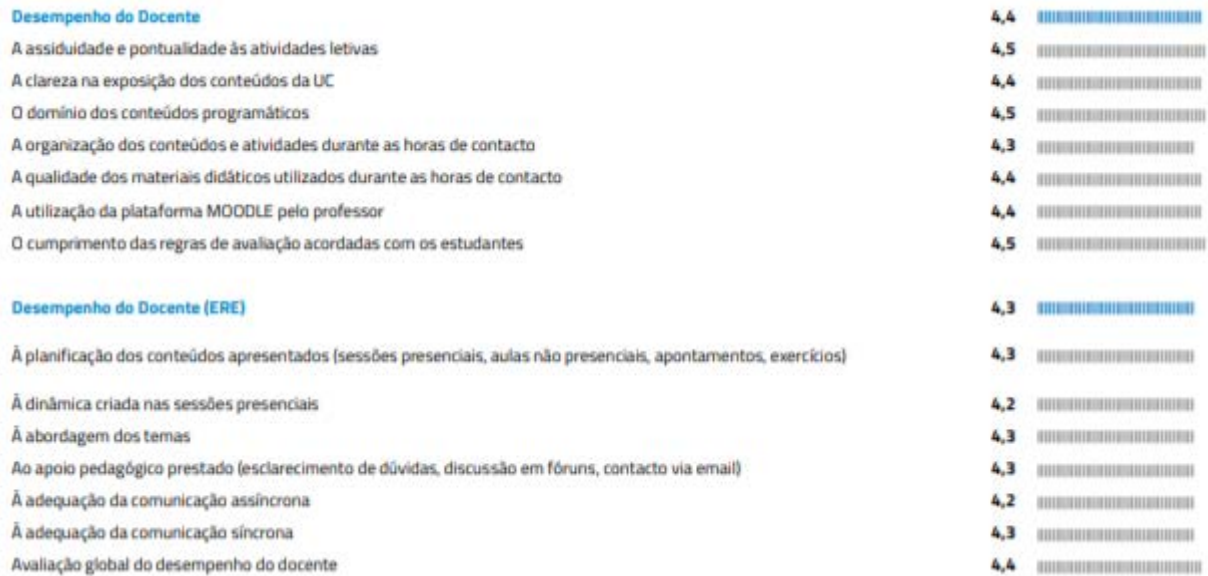 Desempenho do Docente 4,4
A assiduidade e pontualidade às atividades letivas 4,5
A clareza na exposição dos conteúdos da UC 4,4
O domínio dos conteúdos programáticos 4,5
A organização dos conteúdos e atividades durante as horas de contacto 4,3
A qualidade dos materiais didáticos utilizados durante as horas de contacto 4,4
A utilização da plataforma MOODLE pelo professor 4,4
O cumprimento das regras de avaliação acordadas com os estudantes 4,5
Desempenho do Docente (ERE) 4,3
À planificação dos conteúdos apresentados (sessões presenciais, aulas não presenciais, apontamentos, exercícios) 4,3
À dinâmica criada nas sessões presenciais 4,2
À abordagem dos temas 4,3
Ao apoio pedagógico prestado (esclarecimento de dúvidas, discussão em fóruns, contacto via email) 4,3
À adequação da comunicação assíncrona 4,2
À adequação da comunicação síncrona 4,3
Avaliação global do desempenho do docente 4,4